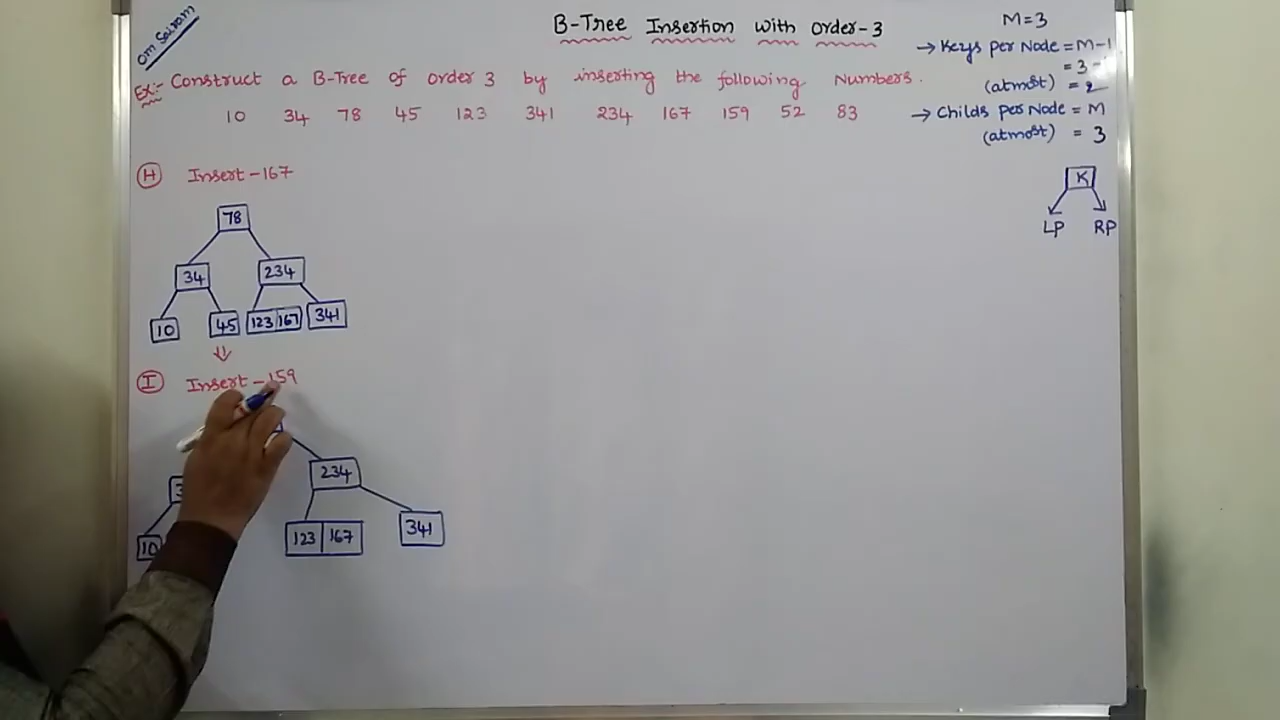 Om Sairam
B-Tree Insertion with order-3
Ex:- Construct a B-Tree of order 3 by inserting the following Numbers.
10 34 78 45 123 341 234 167 159 52 83
M=3
→ Keys per Node = M-1
= 3-
(atmost) = 2
→ Childs per Node = M
(atmost) = 3
K
LP RP
H Insert-167
78
34 234
10 45 123 167 341
I Insert-159
234
10 123 167 341